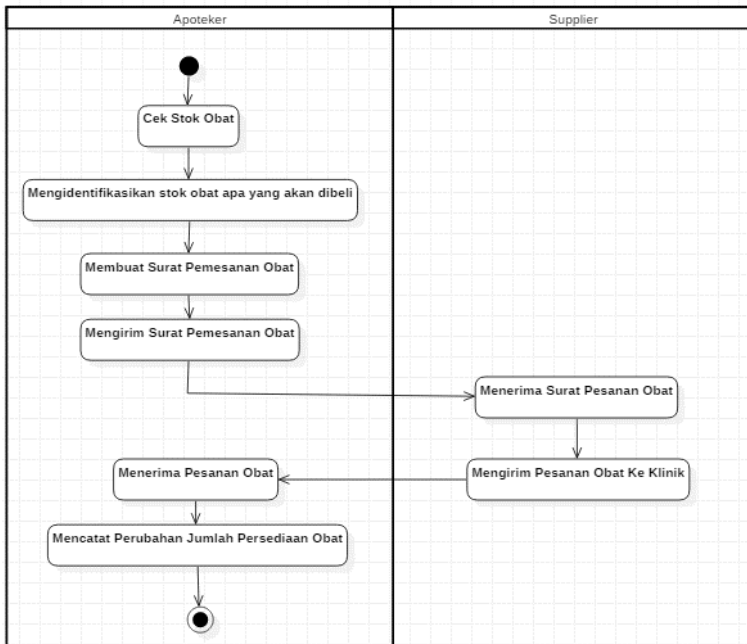 Apoteker
Supplier
Cek Stok Obat
Mengidentifikasikan stok obat apa yang akan dibeli
Membuat Surat Pemesanan Obat
Mengirim Surat Pemesanan Obat
Menerima Surat Pesanan Obat
Mengirim Pesanan Obat Ke Klinik
Menerima Pesanan Obat
Mencatat Perubahan Jumlah Persediaan Obat